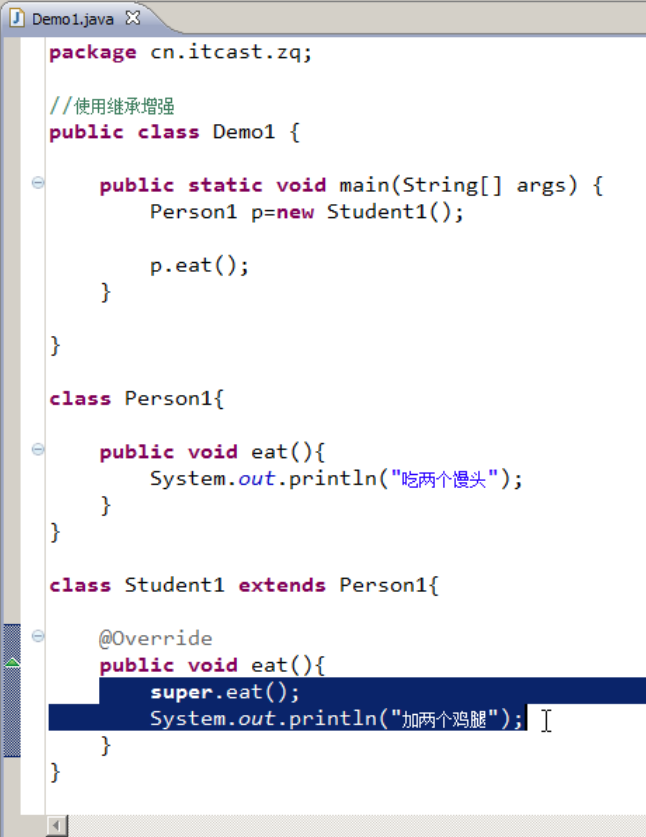 Demo1.java
package cn.itcast.zq;
//使用继承增强
public class Demo1 {
public static void main(String[] args) {
Person1 p=new Student1();
p.eat();
}
}
class Person1{
public void eat(){
System.out.println("吃两个馒头");
}
}
class Student1 extends Person1{
@Override
public void eat(){
super.eat();
System.out.println("加两个鸡腿");
}
}